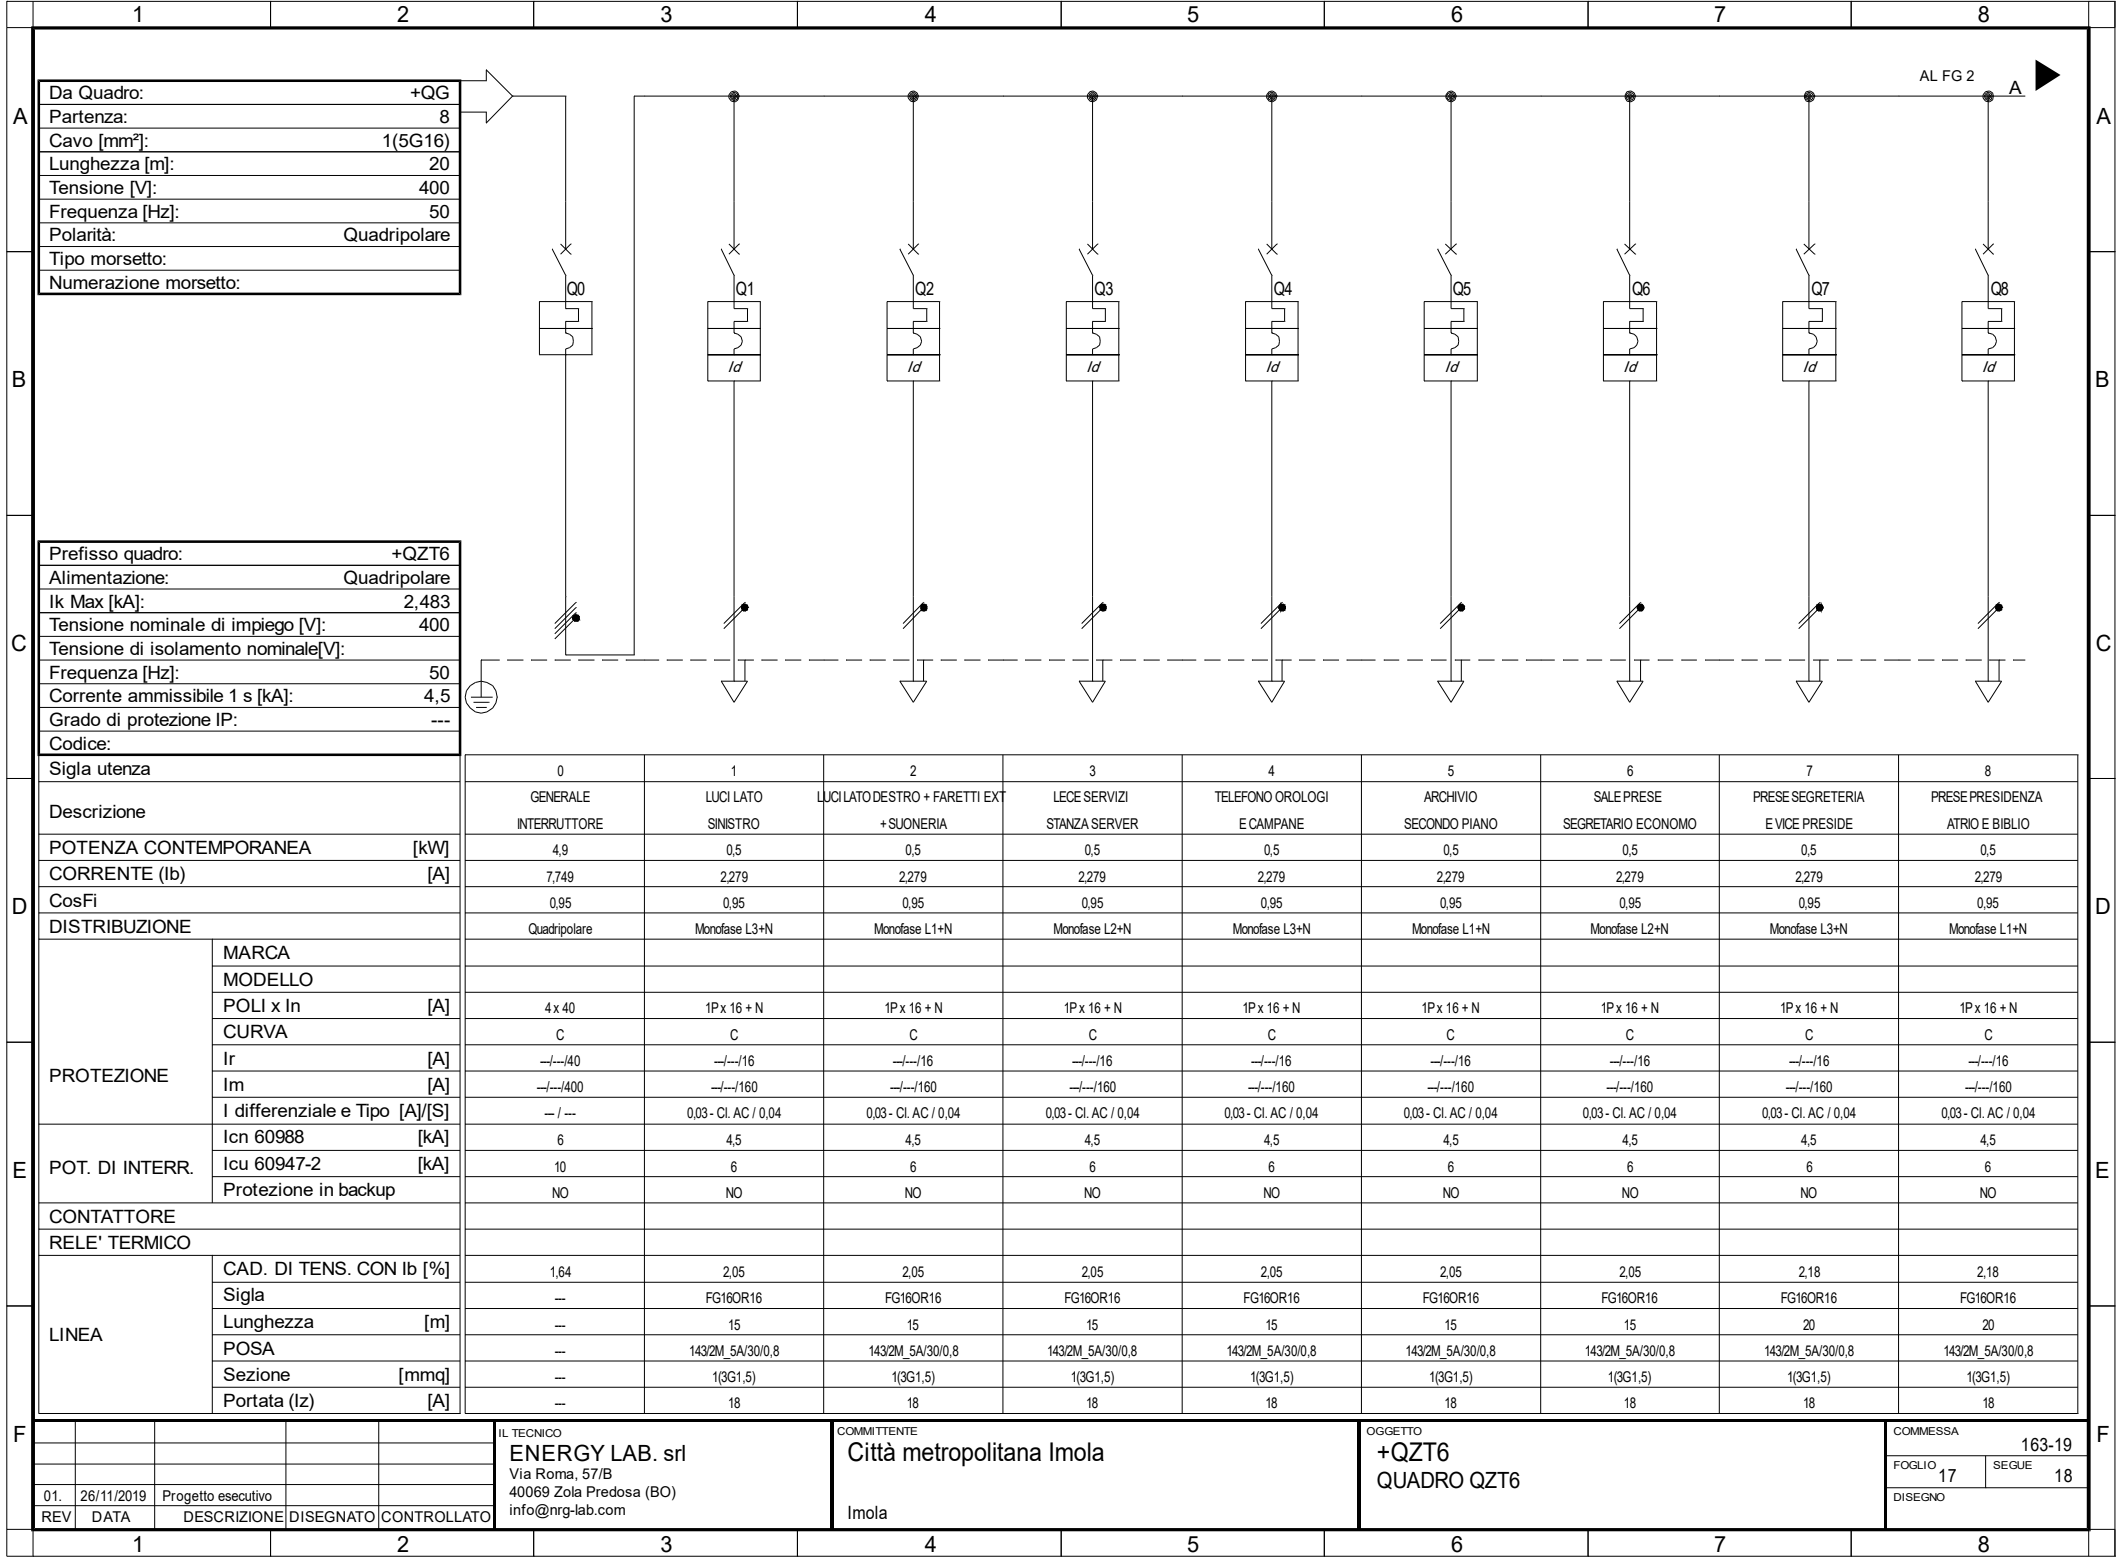 1 2 3 4 5 6 7 8
AL FG 2
A
Da Quadro: +QG
Partenza: 8
Cavo [mm²]: 1(5G16)
Lunghezza [m]: 20
Tensione [V]: 400
Frequenza [Hz]: 50
Polarità: Quadripolare
Tipo morsetto:
Numerazione morsetto:
A A
Q0 Q1 Q2 Q3 Q4 Q5 Q6 Q7 Q8
Id Id Id Id Id Id Id Id
B B
Prefisso quadro: +QZT6
Alimentazione: Quadripolare
Ik Max [kA]: 2,483
Tensione nominale di impiego [V]: 400
Tensione di isolamento nominale[V]:
Frequenza [Hz]: 50
Corrente ammissibile 1 s [kA]: 4,5
Grado di protezione IP: ---
Codice:
C C
Sigla utenza 0 1 2 3 4 5 6 7 8
Descrizione
GENERALE LUCI LATO LUCI LATO DESTRO + FARETTI EXT LECE SERVIZI TELEFONO OROLOGI ARCHIVIO SALE PRESE PRESE SEGRETERIA PRESE PRESIDENZA
INTERRUTTORE SINISTRO + SUONERIA STANZA SERVER E CAMPANE SECONDO PIANO SEGRETARIO ECONOMO E VICE PRESIDE ATRIO E BIBLIO
POTENZA CONTEMPORANEA [kW] 4,9 0,5 0,5 0,5 0,5 0,5 0,5 0,5 0,5
CORRENTE (Ib) [A] 7,749 2,279 2,279 2,279 2,279 2,279 2,279 2,279 2,279
CosFi 0,95 0,95 0,95 0,95 0,95 0,95 0,95 0,95 0,95
D D
DISTRIBUZIONE Quadripolare Monofase L3+N Monofase L1+N Monofase L2+N Monofase L3+N Monofase L1+N Monofase L2+N Monofase L3+N Monofase L1+N
PROTEZIONE
MARCA
MODELLO
POLI x In [A] 4 x 40 1P x 16 + N 1P x 16 + N 1P x 16 + N 1P x 16 + N 1P x 16 + N 1P x 16 + N 1P x 16 + N 1P x 16 + N
CURVA C C C C C C C C C
Ir [A] ---/---/40 ---/---/16 ---/---/16 ---/---/16 ---/---/16 ---/---/16 ---/---/16 ---/---/16 ---/---/16
Im [A] ---/---/400 ---/---/160 ---/---/160 ---/---/160 ---/---/160 ---/---/160 ---/---/160 ---/---/160 ---/---/160
I differenziale e Tipo [A]/[S] --- / --- 0,03 - Cl. AC / 0,04 0,03 - Cl. AC / 0,04 0,03 - Cl. AC / 0,04 0,03 - Cl. AC / 0,04 0,03 - Cl. AC / 0,04 0,03 - Cl. AC / 0,04 0,03 - Cl. AC / 0,04 0,03 - Cl. AC / 0,04
POT. DI INTERR.
Icn 60988 [kA] 6 4,5 4,5 4,5 4,5 4,5 4,5 4,5 4,5
Icu 60947-2 [kA] 10 6 6 6 6 6 6 6 6
Protezione in backup NO NO NO NO NO NO NO NO NO
E E
CONTATTORE
RELE' TERMICO
LINEA
CAD. DI TENS. CON Ib [%] 1,64 2,05 2,05 2,05 2,05 2,05 2,05 2,18 2,18
Sigla --- FG16OR16 FG16OR16 FG16OR16 FG16OR16 FG16OR16 FG16OR16 FG16OR16 FG16OR16
Lunghezza [m] --- 15 15 15 15 15 15 20 20
POSA --- 143/2M_5A/30/0,8 143/2M_5A/30/0,8 143/2M_5A/30/0,8 143/2M_5A/30/0,8 143/2M_5A/30/0,8 143/2M_5A/30/0,8 143/2M_5A/30/0,8 143/2M_5A/30/0,8
Sezione [mmq] --- 1(3G1,5) 1(3G1,5) 1(3G1,5) 1(3G1,5) 1(3G1,5) 1(3G1,5) 1(3G1,5) 1(3G1,5)
Portata (Iz) [A] --- 18 18 18 18 18 18 18 18
F F
01. 26/11/2019 Progetto esecutivo
REV DATA DESCRIZIONE DISEGNATO CONTROLLATO
IL TECNICO
ENERGY LAB. srl
Via Roma, 57/B
40069 Zola Predosa (BO)
info@nrg-lab.com
COMMITTENTE
Città metropolitana Imola
Imola
OGGETTO
+QZT6
QUADRO QZT6
COMMESSA
163-19
FOGLIO 17 SEGUE 18
DISEGNO
1 2 3 4 5 6 7 8